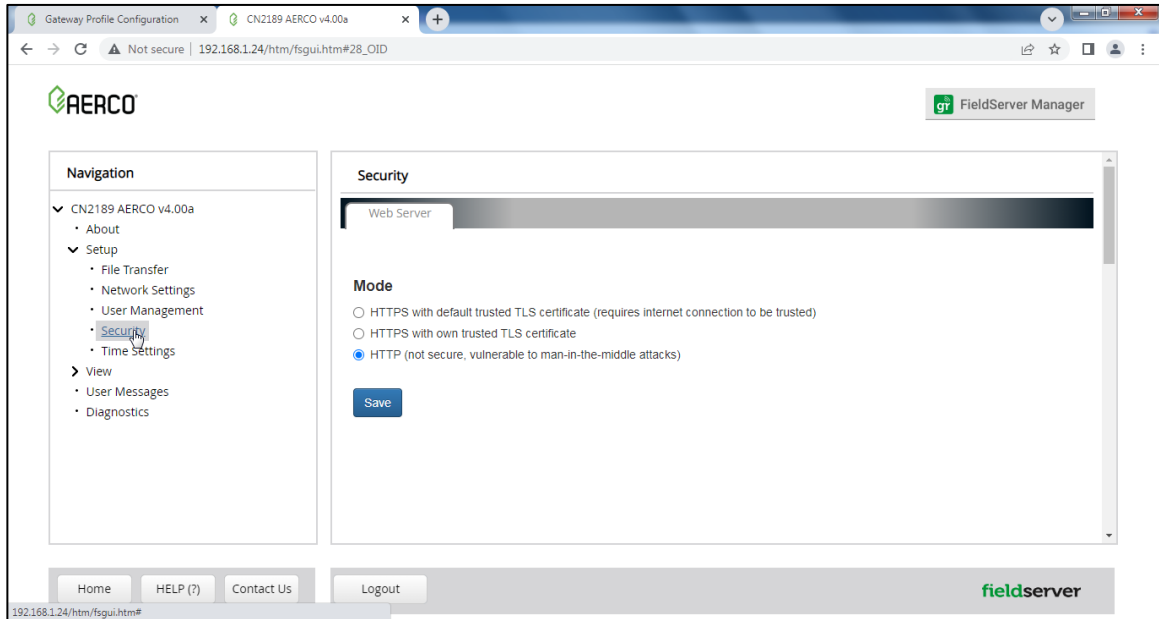 Gateway Profile Configuration
CN2189 AERCO v4.00a
Not secure | 192.168.1.24/htm/fsgui.htm#28_OID
AERCO
gt FieldServer Manager
Navigation
CN2189 AERCO v4.00a
About
Setup
File Transfer
Network Settings
User Management
Security
Time Settings
View
User Messages
Diagnostics
Security
Web Server
Mode
HTTPS with default trusted TLS certificate (requires internet connection to be trusted)
HTTPS with own trusted TLS certificate
HTTP (not secure, vulnerable to man-in-the-middle attacks)
Save
Home HELP (?) Contact Us Logout fieldserver
192.168.1.24/htm/fsgui.htm#